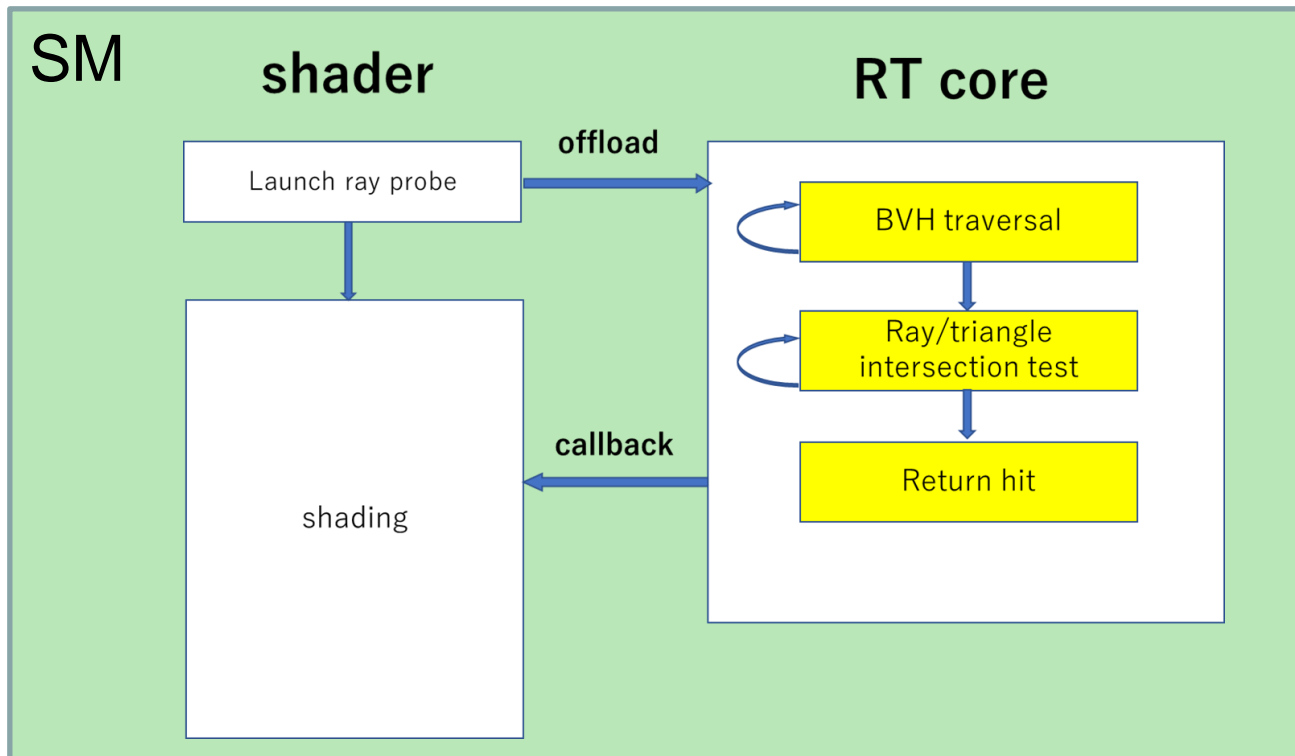 SM
shader
RT core
Launch ray probe
offload
BVH traversal
Ray/triangle
intersection test
callback
Return hit
shading